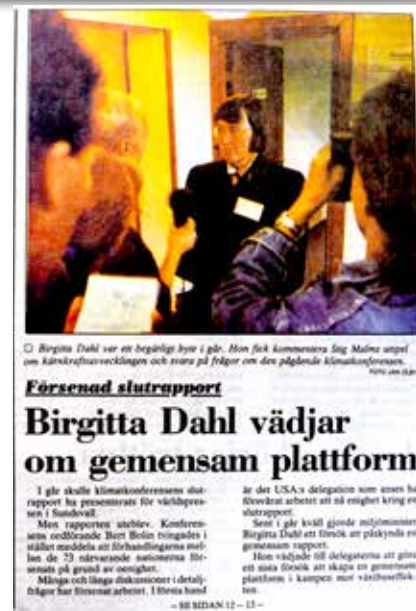 □ Birgitta Dahl var ett begärligt byte i går. Hon fick kommentera Stig Malms utspel
om kärnkraftsavvecklingen och svara på frågor om den pågående klimatkonferensen.
FOTO: JAN
Försenad slutrapport
Birgitta Dahl vädjar
om gemensam plattform
I går skulle klimatkonferensens slut-
rapport ha presenterats för världspres-
sen i Sundsvall.
Men rapporten uteblev. Konferen-
sens ordförande Bert Bolin tvingades i
stället meddela att förhandlingarna mel-
lan de 73 närvarande nationerna för-
senats på grund av oenighet.
Många och långa diskussioner i detalj-
frågor har försenat arbetet. I första hand
är det USA:s delegation som anses ha
försvårat arbetet att nå enighet kring en
slutrapport.
Sent i går kväll gjorde miljöminister
Birgitta Dahl ett försök att påskynda en
gemensam rapport.
Hon vädjade till delegaterna att göra
ett sista försök att skapa en gemensam
plattform i kampen mot växthuseffek-
ten.
– SE SIDAN 12 – 13 –